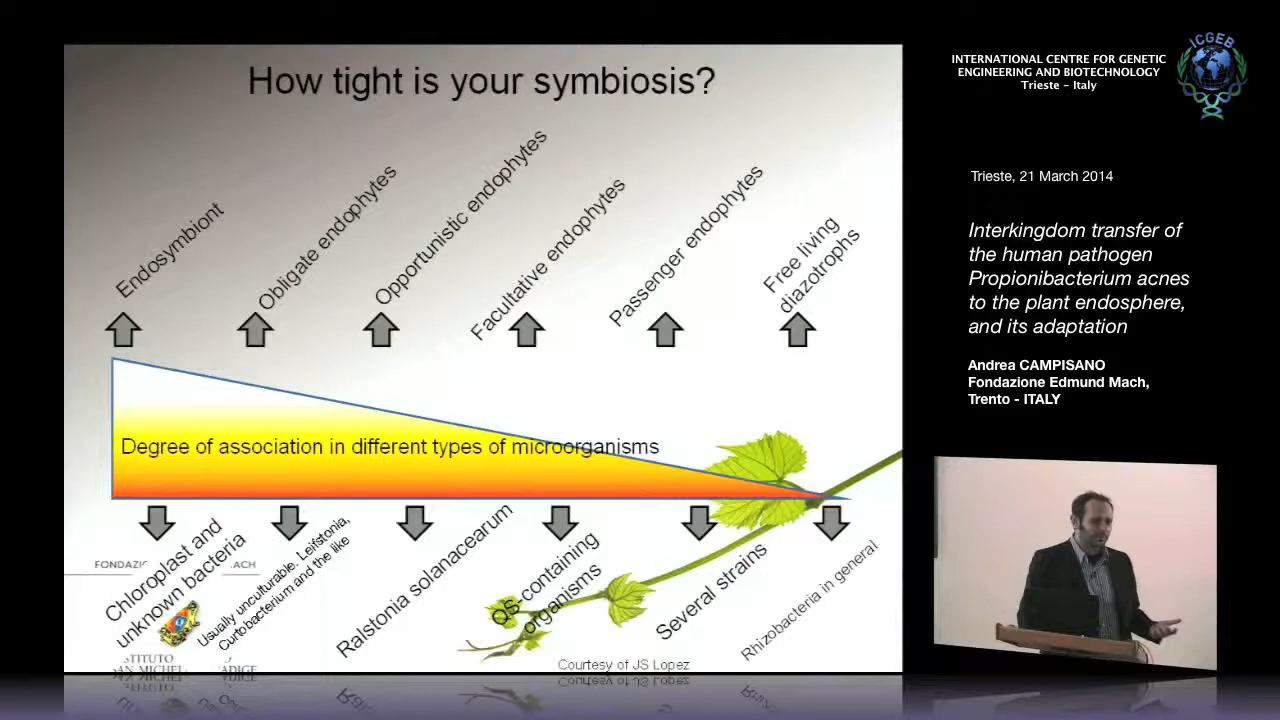 How tight is your symbiosis?
Endosymbiont
Obligate endophytes
Opportunistic endophytes
Facultative endophytes
Passenger endophytes
Free living
diazotrophs
Degree of association in different types of microorganisms
Chloroplast and
unknown bacteria
Usually unculturable. Leifstonia,
Curtobacterium and the like
Ralstonia solanacearum
QS-containing
organisms
Several strains
Rhizobacteria in general
Courtesy of JS Lopez
ICGEB
INTERNATIONAL CENTRE FOR GENETIC
ENGINEERING AND BIOTECHNOLOGY
Trieste - Italy
Trieste, 21 March 2014
Interkingdom transfer of
the human pathogen
Propionibacterium acnes
to the plant endosphere,
and its adaptation
Andrea CAMPISANO
Fondazione Edmund Mach,
Trento - ITALY